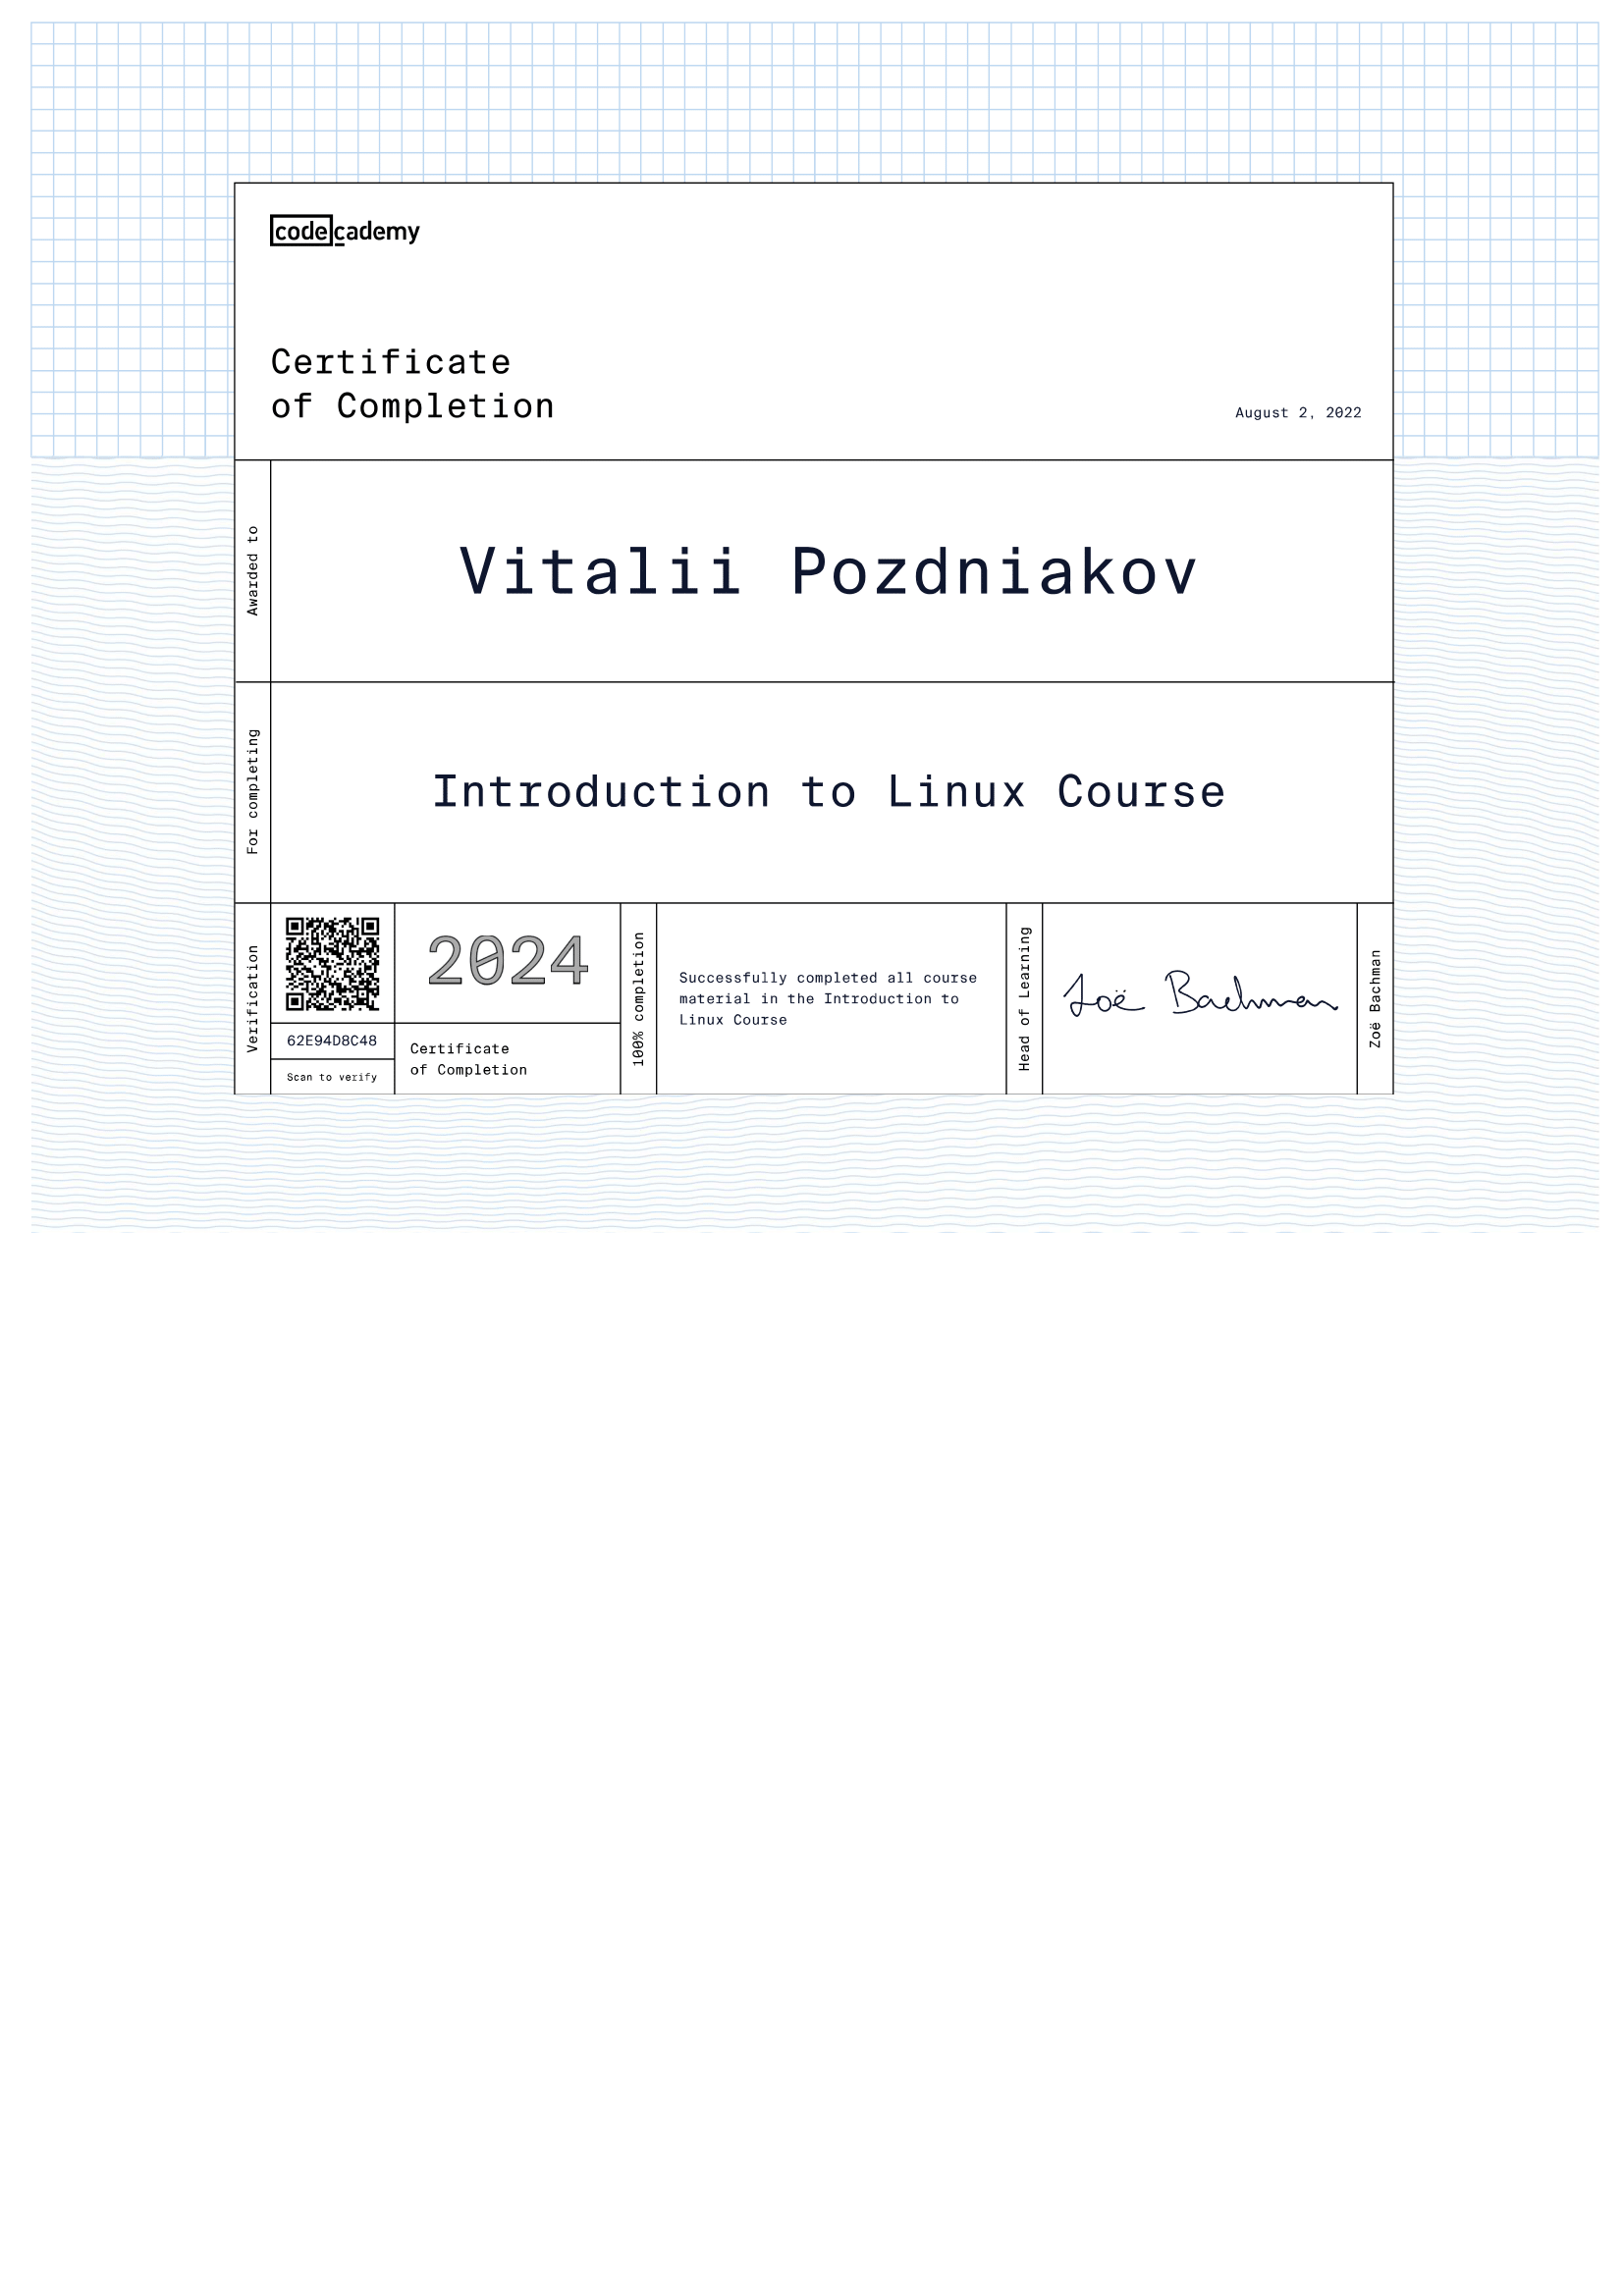 codecademy
Certificate
of Completion
August 2, 2022
Awarded to
Vitalii Pozdniakov
For completing
Introduction to Linux Course
Verification
62E94D8C48
Scan to verify
2024
Certificate
of Completion
100% completion
Successfully completed all course
material in the Introduction to
Linux Course
Head of Learning
Zoë Bachman
Zoë Bachman